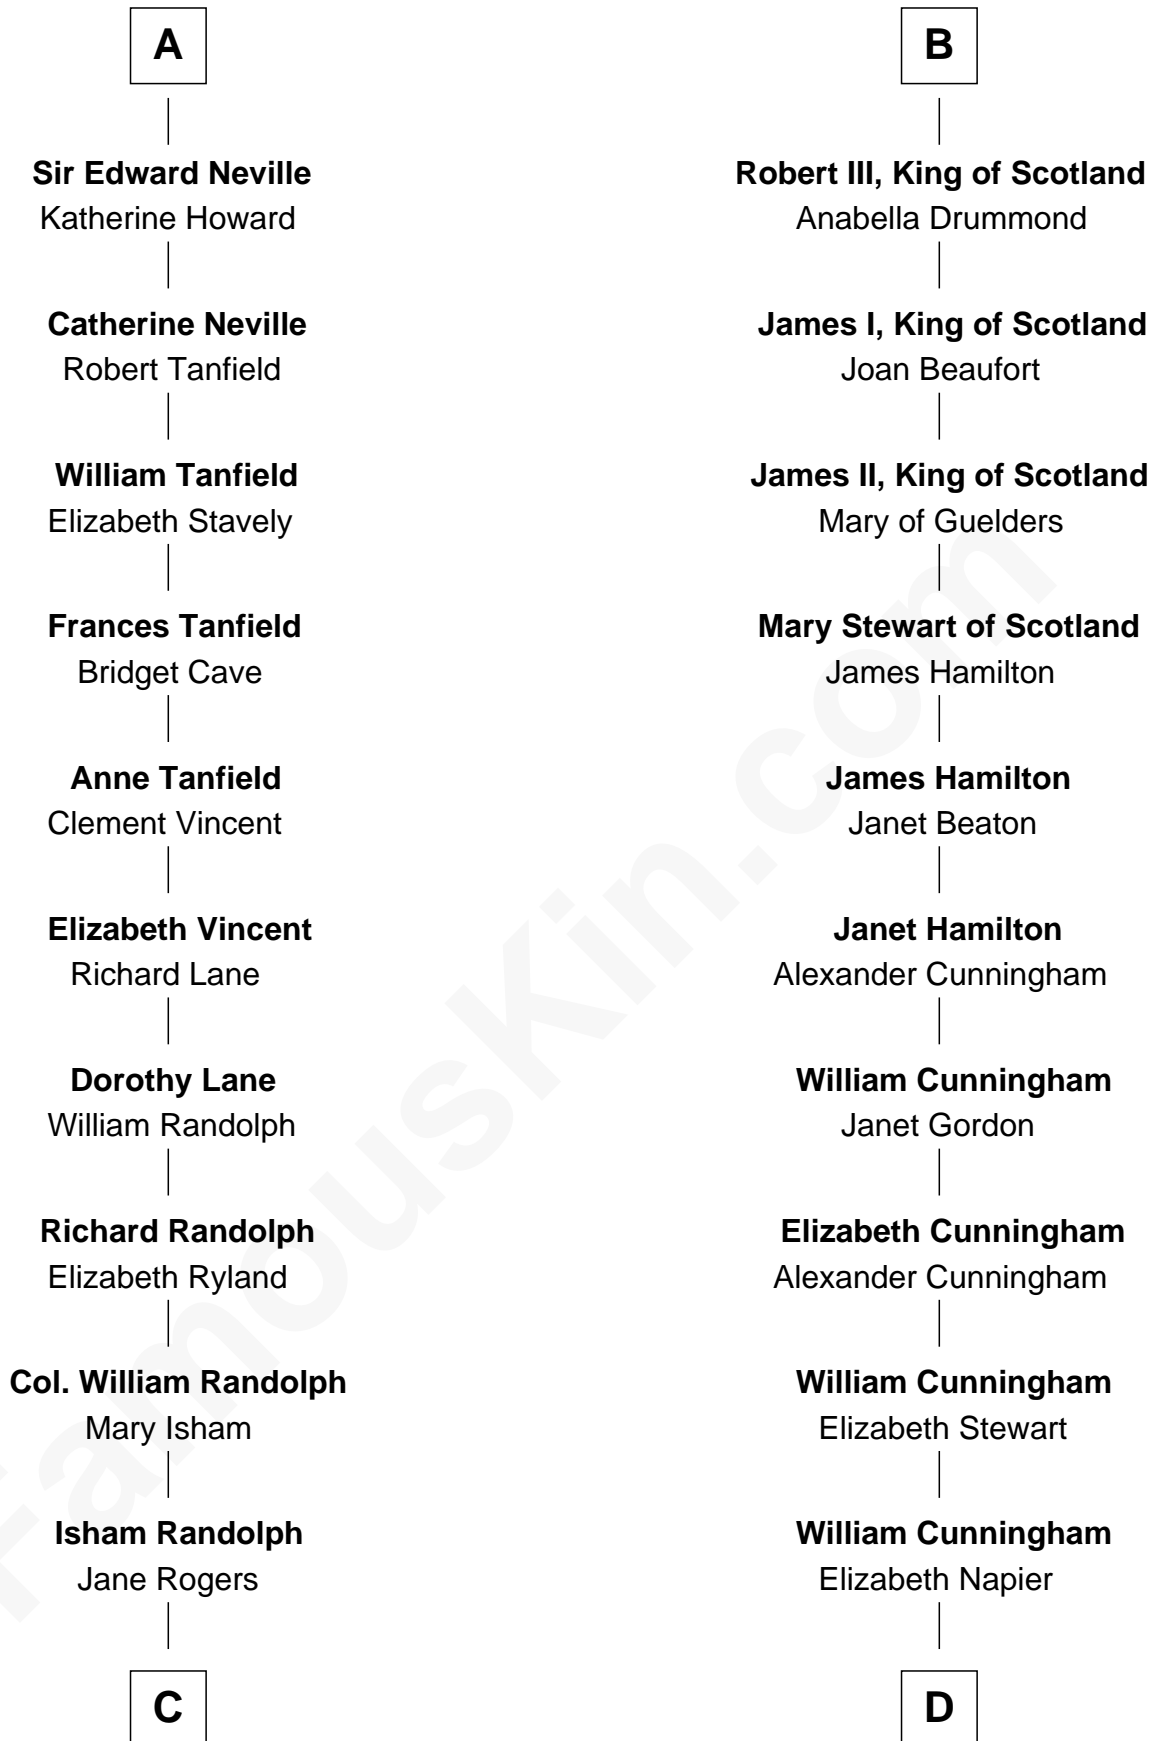 A
Sir Edward Neville
Katherine Howard
Catherine Neville
Robert Tanfield
William Tanfield
Elizabeth Stavely
Frances Tanfield
Bridget Cave
Anne Tanfield
Clement Vincent
Elizabeth Vincent
Richard Lane
Dorothy Lane
William Randolph
Richard Randolph
Elizabeth Ryland
Col. William Randolph
Mary Isham
Isham Randolph
Jane Rogers
C
B
Robert III, King of Scotland
Anabella Drummond
James I, King of Scotland
Joan Beaufort
James II, King of Scotland
Mary of Guelders
Mary Stewart of Scotland
James Hamilton
James Hamilton
Janet Beaton
Janet Hamilton
Alexander Cunningham
William Cunningham
Janet Gordon
Elizabeth Cunningham
Alexander Cunningham
William Cunningham
Elizabeth Stewart
William Cunningham
Elizabeth Napier
D
FamousKin.com